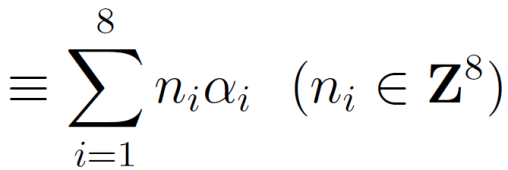 ≡ ∑_{i=1}^{8} n_i α_i (n_i ∈ 𝐙^8)